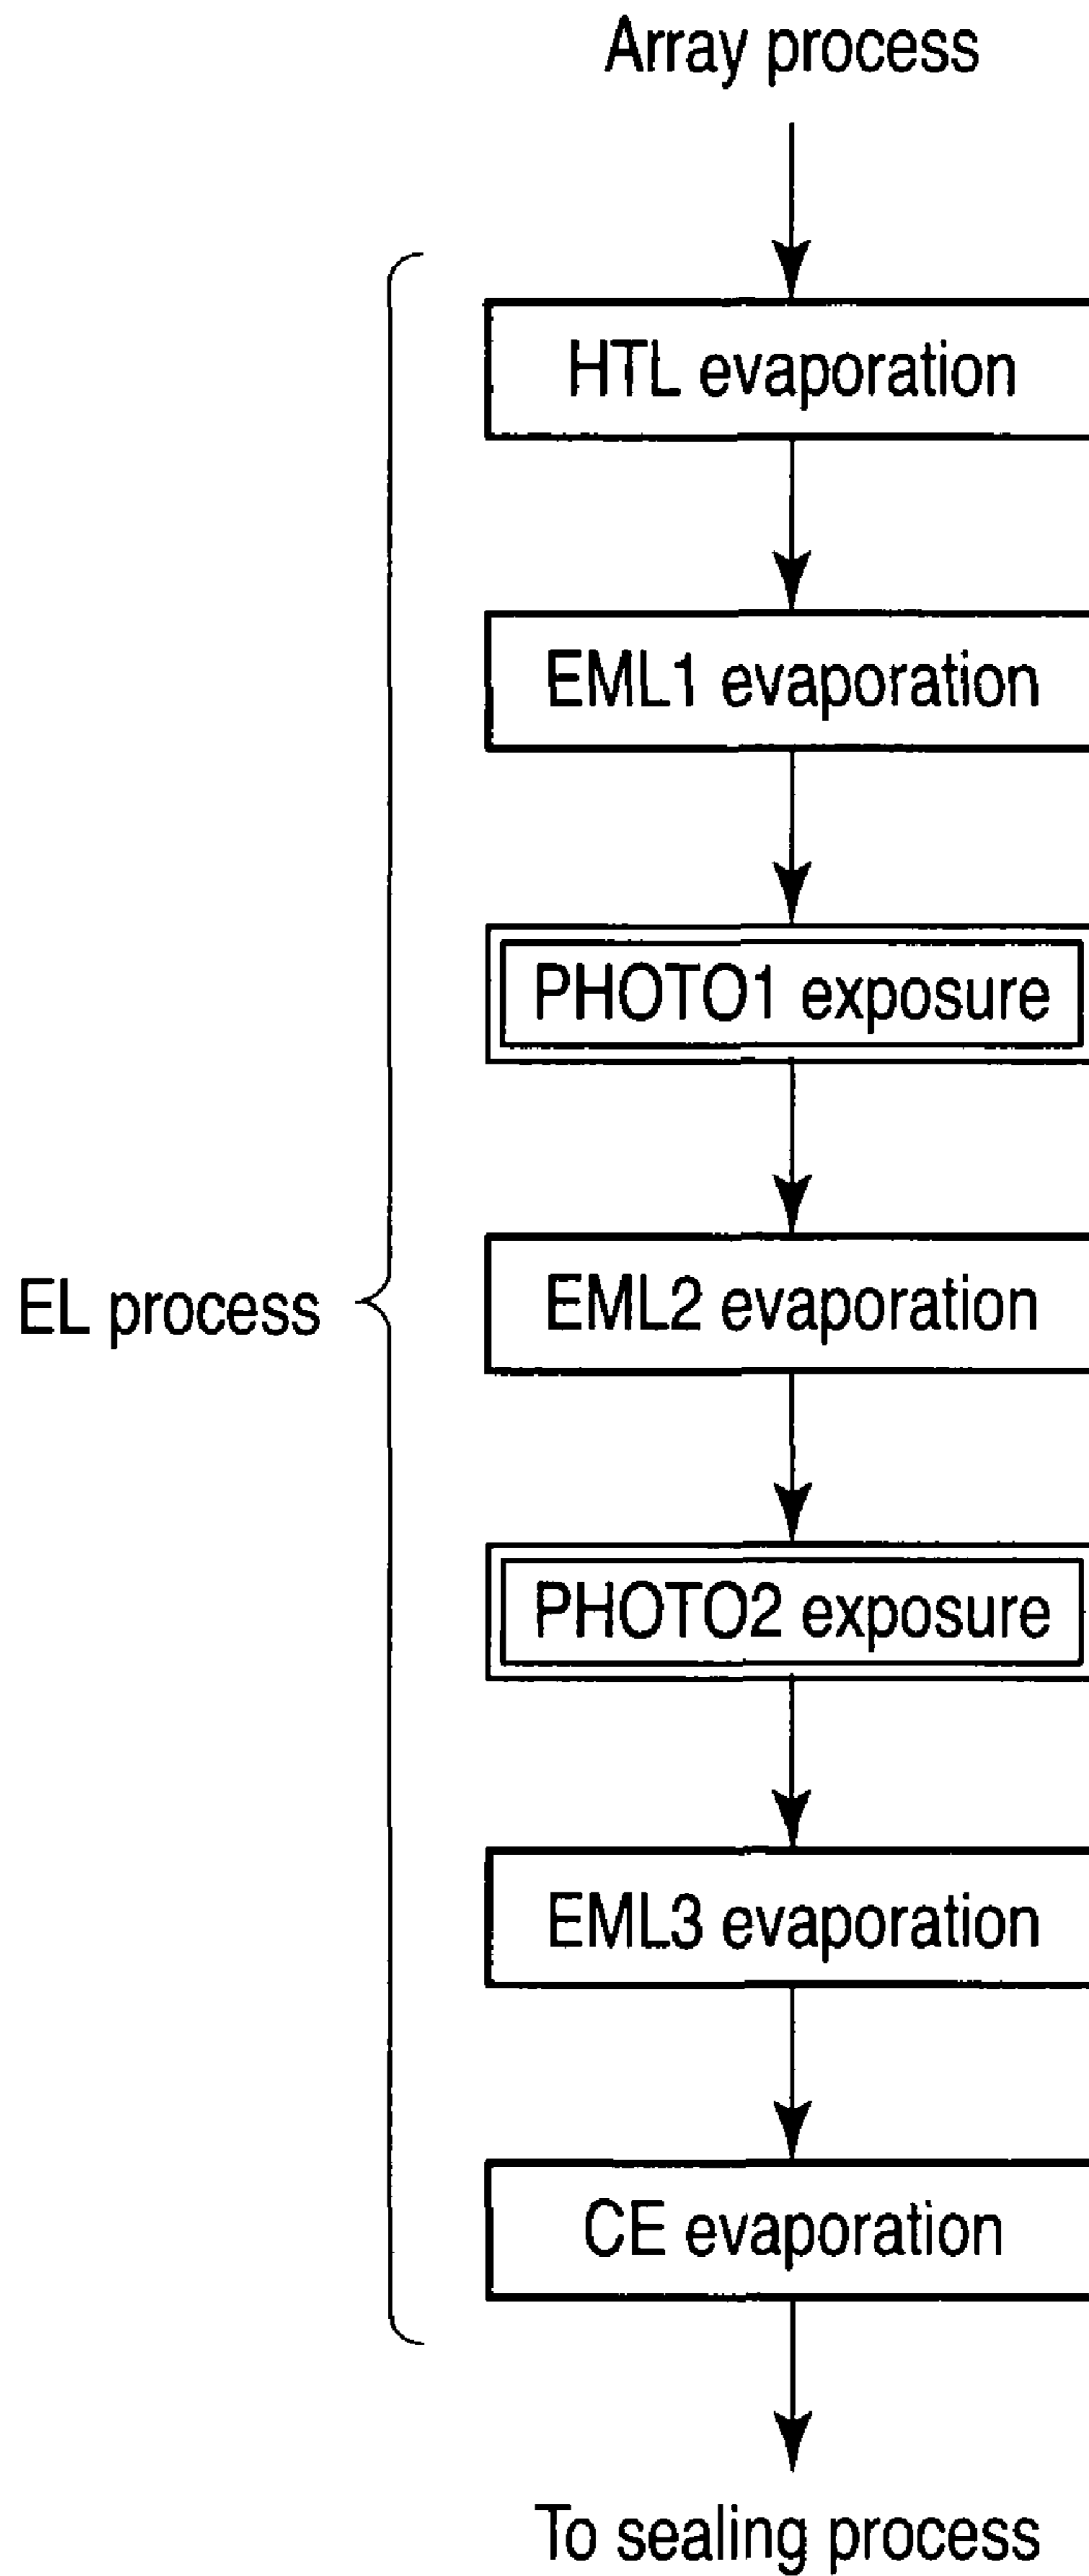 Array process
HTL evaporation
EML1 evaporation
PHOTO1 exposure
EML2 evaporation
EL process
PHOTO2 exposure
EML3 evaporation
CE evaporation
To sealing process